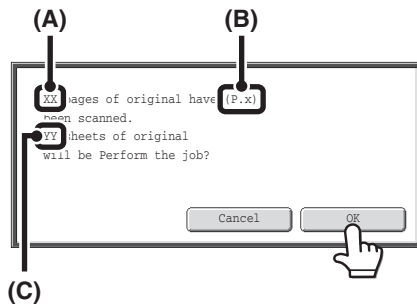 (A) (B)
XX pages of original have (P.x)
been scanned.
YY sheets of original
will be Perform the job?
Cancel OK
(C)